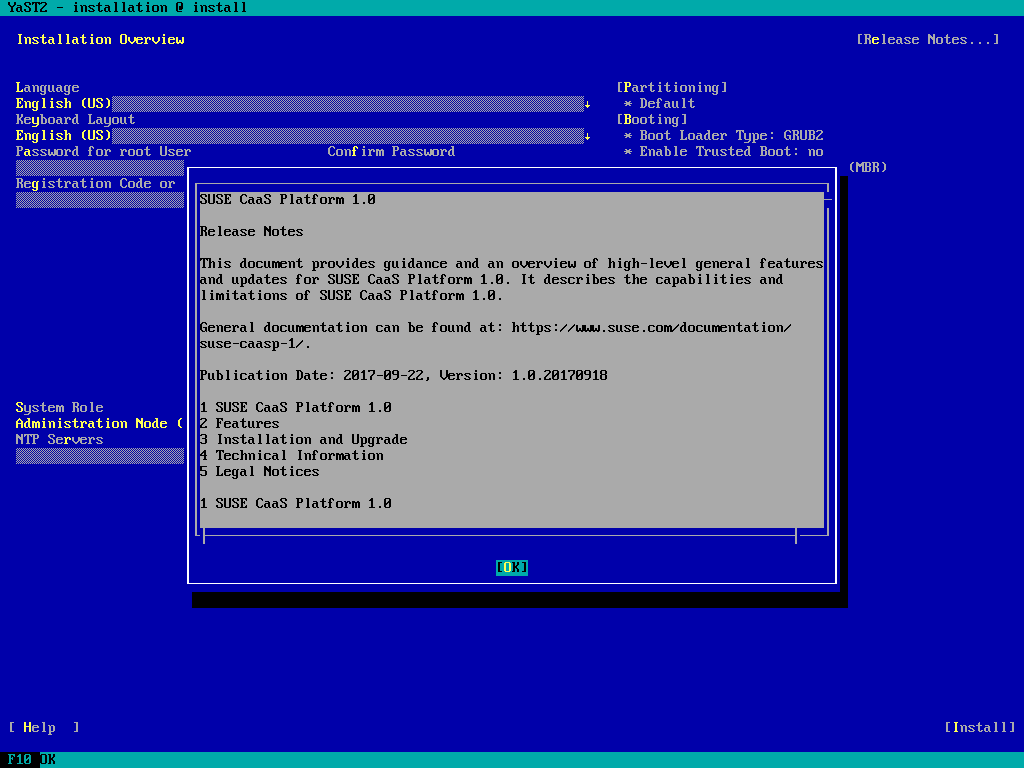 YaST2 - installation @ install
Installation Overview [Release Notes...]
Language [Partitioning]
English (US)↓ * Default
Keyboard Layout [Booting]
English (US)↓ * Boot Loader Type: GRUB2
Password for root User Confirm Password * Enable Trusted Boot: no
(MBR)
Registration Code or
SUSE CaaS Platform 1.0
Release Notes
This document provides guidance and an overview of high-level general features
and updates for SUSE CaaS Platform 1.0. It describes the capabilities and
limitations of SUSE CaaS Platform 1.0.
General documentation can be found at: https://www.suse.com/documentation/
suse-caasp-1/.
Publication Date: 2017-09-22, Version: 1.0.20170918
1 SUSE CaaS Platform 1.0
2 Features
3 Installation and Upgrade
4 Technical Information
5 Legal Notices
1 SUSE CaaS Platform 1.0
System Role
Administration Node (
NTP Servers
[OK]
[ Help ] [Install]
F10 OK